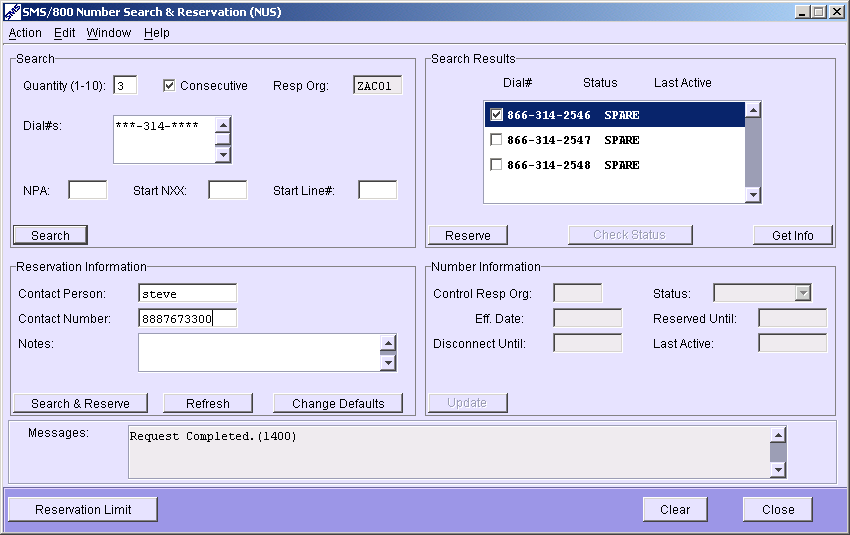 SMS SMS/800 Number Search & Reservation (NUS)
Action Edit Window Help
Search
Quantity (1-10): 3 Consecutive Resp Org: ZAC01
Dial#s: ***-314-****
NPA: Start NXX: Start Line#:
Search
Search Results
Dial# Status Last Active
866-314-2546 SPARE
866-314-2547 SPARE
866-314-2548 SPARE
Reserve Check Status Get Info
Reservation Information
Contact Person: steve
Contact Number: 8887673300
Notes:
Search & Reserve Refresh Change Defaults
Number Information
Control Resp Org: Status:
Eff. Date: Reserved Until:
Disconnect Until: Last Active:
Update
Messages: Request Completed.(1400)
Reservation Limit Clear Close